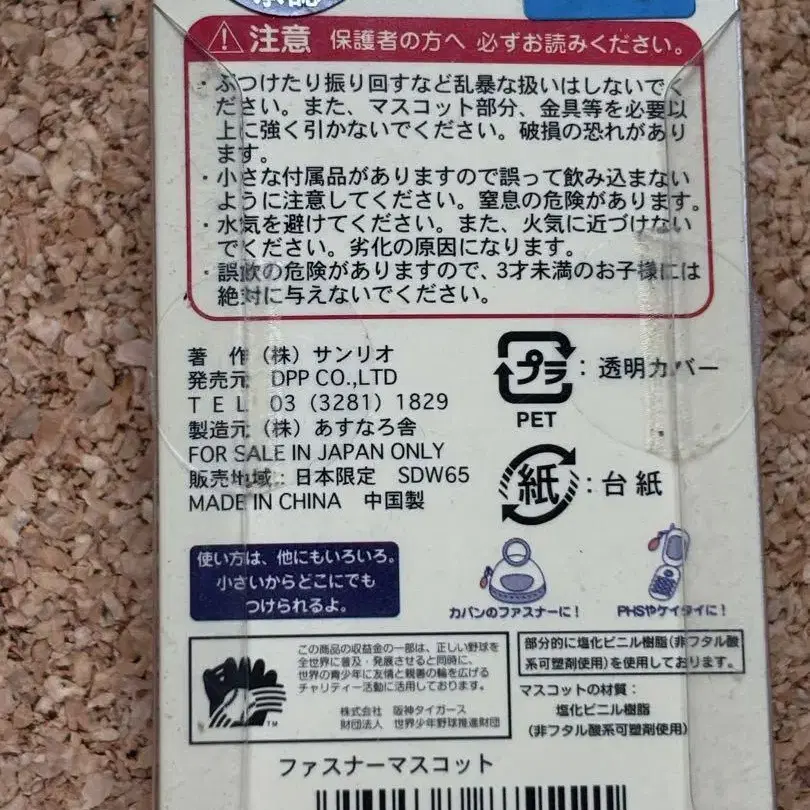 承認
注意 保護者の方へ 必ずお読みください。
・ぶつけたり振り回すなど乱暴な扱いはしないでく
ださい。また、マスコット部分、金具等を必要以
上に強く引かないでください。破損の恐れがあり
ます。
・小さな付属品がありますので誤って飲み込まない
ように注意してください。窒息の危険があります。
・水気を避けてください。また、火気に近づけない
でください。劣化の原因になります。
・誤飲の危険がありますので、3才未満のお子様には
絶対に与えないでください。
著 作（株）サンリオ
発売元 DPP CO.,LTD
TEL 03（3281）1829
製造元（株）あすなろ舎
FOR SALE IN JAPAN ONLY
販売地域：日本限定 SDW65
MADE IN CHINA 中国製
プラ：透明カバー
PET
紙：台紙
使い方は、他にもいろいろ。
小さいからどこにでも
つけられるよ。
カバンのファスナーに！
PHSやケイタイに！
この商品の収益金の一部は、正しい野球を
全世界に普及・発展させると同時に、
世界の青少年に友情と親善の輪を広げる
チャリティー活動に活用しております。
株式会社 阪神タイガース
財団法人 世界少年野球推進財団
TM
部分的に塩化ビニル樹脂(非フタル酸
系可塑剤使用)を使用しております。
マスコットの材質：
塩化ビニル樹脂
(非フタル酸系可塑剤使用)
ファスナーマスコット